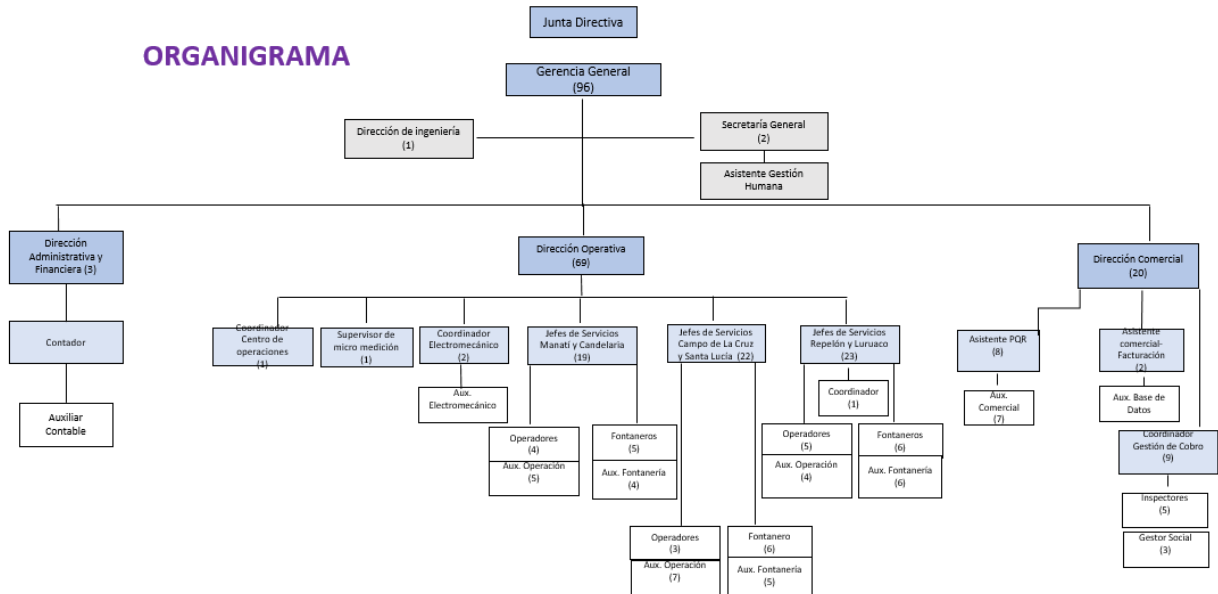 Junta Directiva
ORGANIGRAMA
Gerencia General
(96)
Dirección de ingeniería
(1)
Secretaría General
(2)
Asistente Gestión
Humana
Dirección
Administrativa y
Financiera (3)
Dirección Operativa
(69)
Dirección Comercial
(20)
Contador
Auxiliar
Contable
Coordinador
Centro de
operaciones
(1)
Supervisor de
micro medición
(1)
Coordinador
Electromecánico
(2)
Aux.
Electromecánico
Jefes de Servicios
Manatí y Candelaria
(19)
Operadores
(4)
Aux. Operación
(5)
Fontaneros
(5)
Aux. Fontanería
(4)
Jefes de Servicios
Campo de La Cruz
y Santa Lucía (22)
Operadores
(3)
Aux. Operación
(7)
Fontanero
(6)
Aux. Fontanería
(5)
Jefes de Servicios
Repelón y Luruaco
(23)
Coordinador
(1)
Operadores
(5)
Aux. Operación
(4)
Fontaneros
(6)
Aux. Fontanería
(6)
Asistente PQR
(8)
Aux.
Comercial
(7)
Asistente
comercial-
Facturación
(2)
Aux. Base de
Datos
Coordinador
Gestión de Cobro
(9)
Inspectores
(5)
Gestor Social
(3)